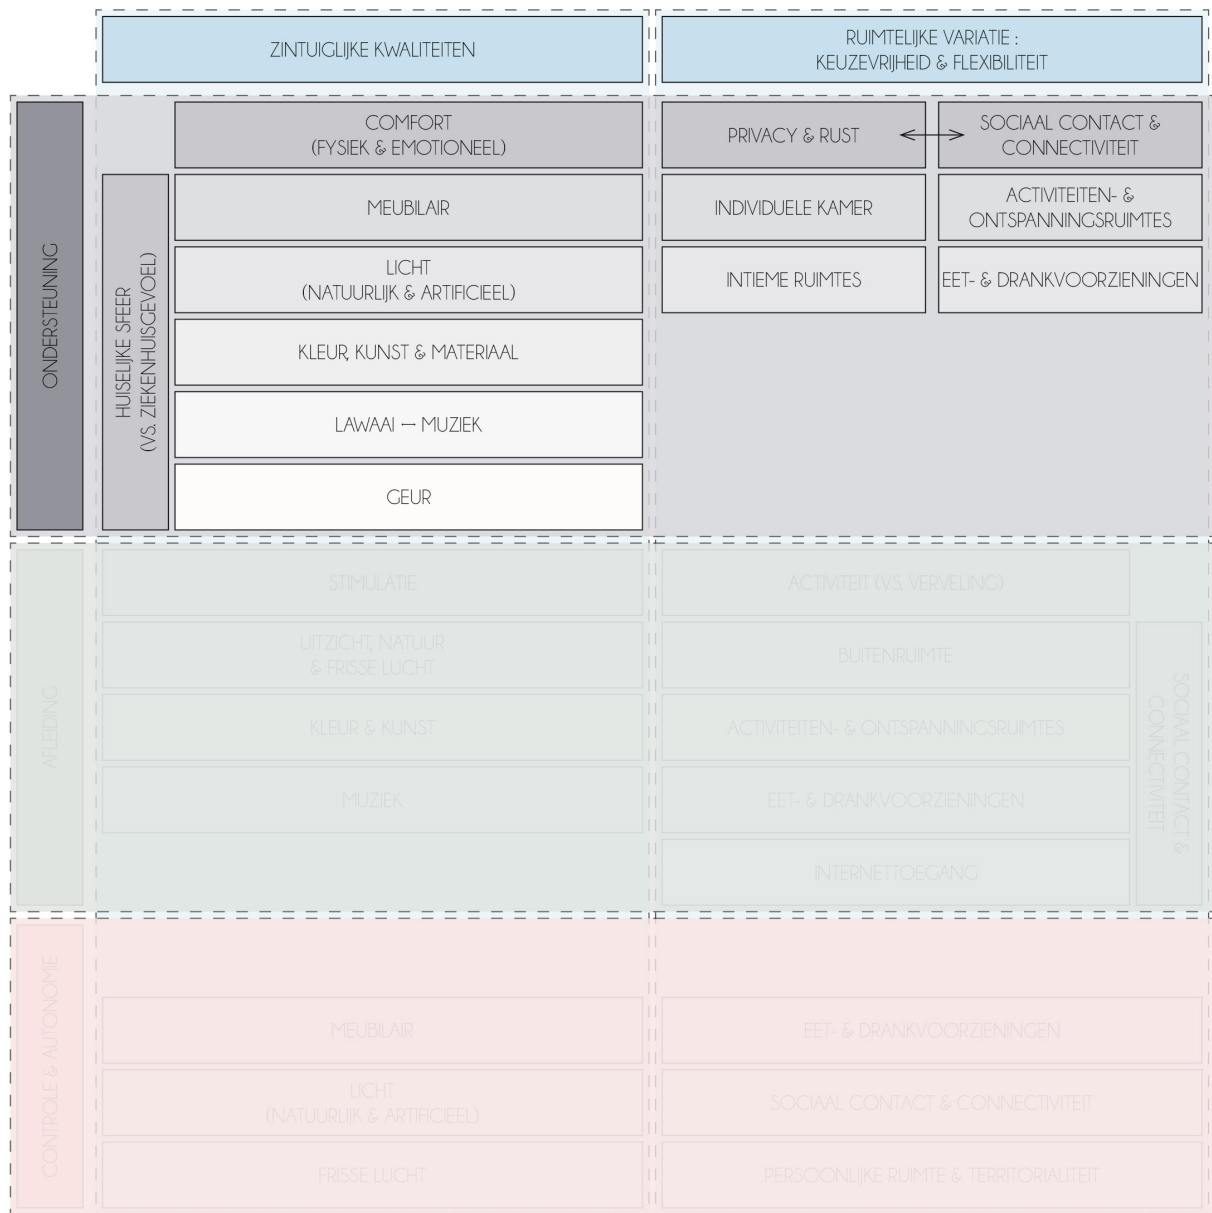 ZINTUIGLIJKE KWALITEITEN
RUIMTELIJKE VARIATIE :
KEUZEVRIJHEID & FLEXIBILITEIT
ONDERSTEUNING
HUISELIJKE SFEER
(VS. ZIEKENHUISGEVOEL)
COMFORT
(FYSIEK & EMOTIONEEL)
MEUBILAIR
LICHT
(NATUURLIJK & ARTIFICIEEL)
KLEUR, KUNST & MATERIAAL
LAWAAI ↔ MUZIEK
GEUR
PRIVACY & RUST
SOCIAAL CONTACT &
CONNECTIVITEIT
INDIVIDUELE KAMER
ACTIVITEITEN- &
ONTSPANNINGSRUIMTES
INTIEME RUIMTES
EET- & DRANKVOORZIENINGEN
AFLEIDING
STIMULATIE
UITZICHT, NATUUR
& FRISSE LUCHT
KLEUR & KUNST
MUZIEK
ACTIVITEIT (VS. VERVELING)
BUITENRUIMTE
ACTIVITEITEN- & ONTSPANNINGSRUIMTES
EET- & DRANKVOORZIENINGEN
INTERNETTOEGANG
SOCIAAL CONTACT &
CONNECTIVITEIT
CONTROLE & AUTONOMIE
MEUBILAIR
LICHT
(NATUURLIJK & ARTIFICIEEL)
FRISSE LUCHT
EET- & DRANKVOORZIENINGEN
SOCIAAL CONTACT & CONNECTIVITEIT
PERSOONLIJKE RUIMTE & TERRITORIALITEIT